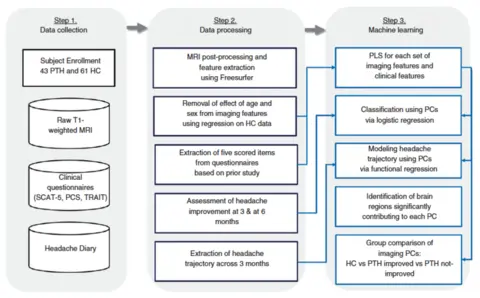 Step 1.
Data collection
Subject Enrollment
43 PTH and 61 HC
Raw T1-
weighted MRI
Clinical
questionnaires
(SCAT-5, PCS, TRAIT)
Headache Diary
Step 2.
Data processing
MRI post-processing and
feature extraction
using Freesurfer
Removal of effect of age and
sex from imaging features
using regression on HC data
Extraction of five scored items
from questionnaires
based on prior study
Assessment of headache
improvement at 3 & at 6
months
Extraction of headache
trajectory across 3 months
Step 3.
Machine learning
PLS for each set of
imaging features and
clinical features
Classification using PCs
via logistic regression
Modeling headache
trajectory using PCs
via functional regression
Identification of brain
regions significantly
contributing to each PC
Group comparison of
imaging PCs:
HC vs PTH improved vs PTH not-
improved